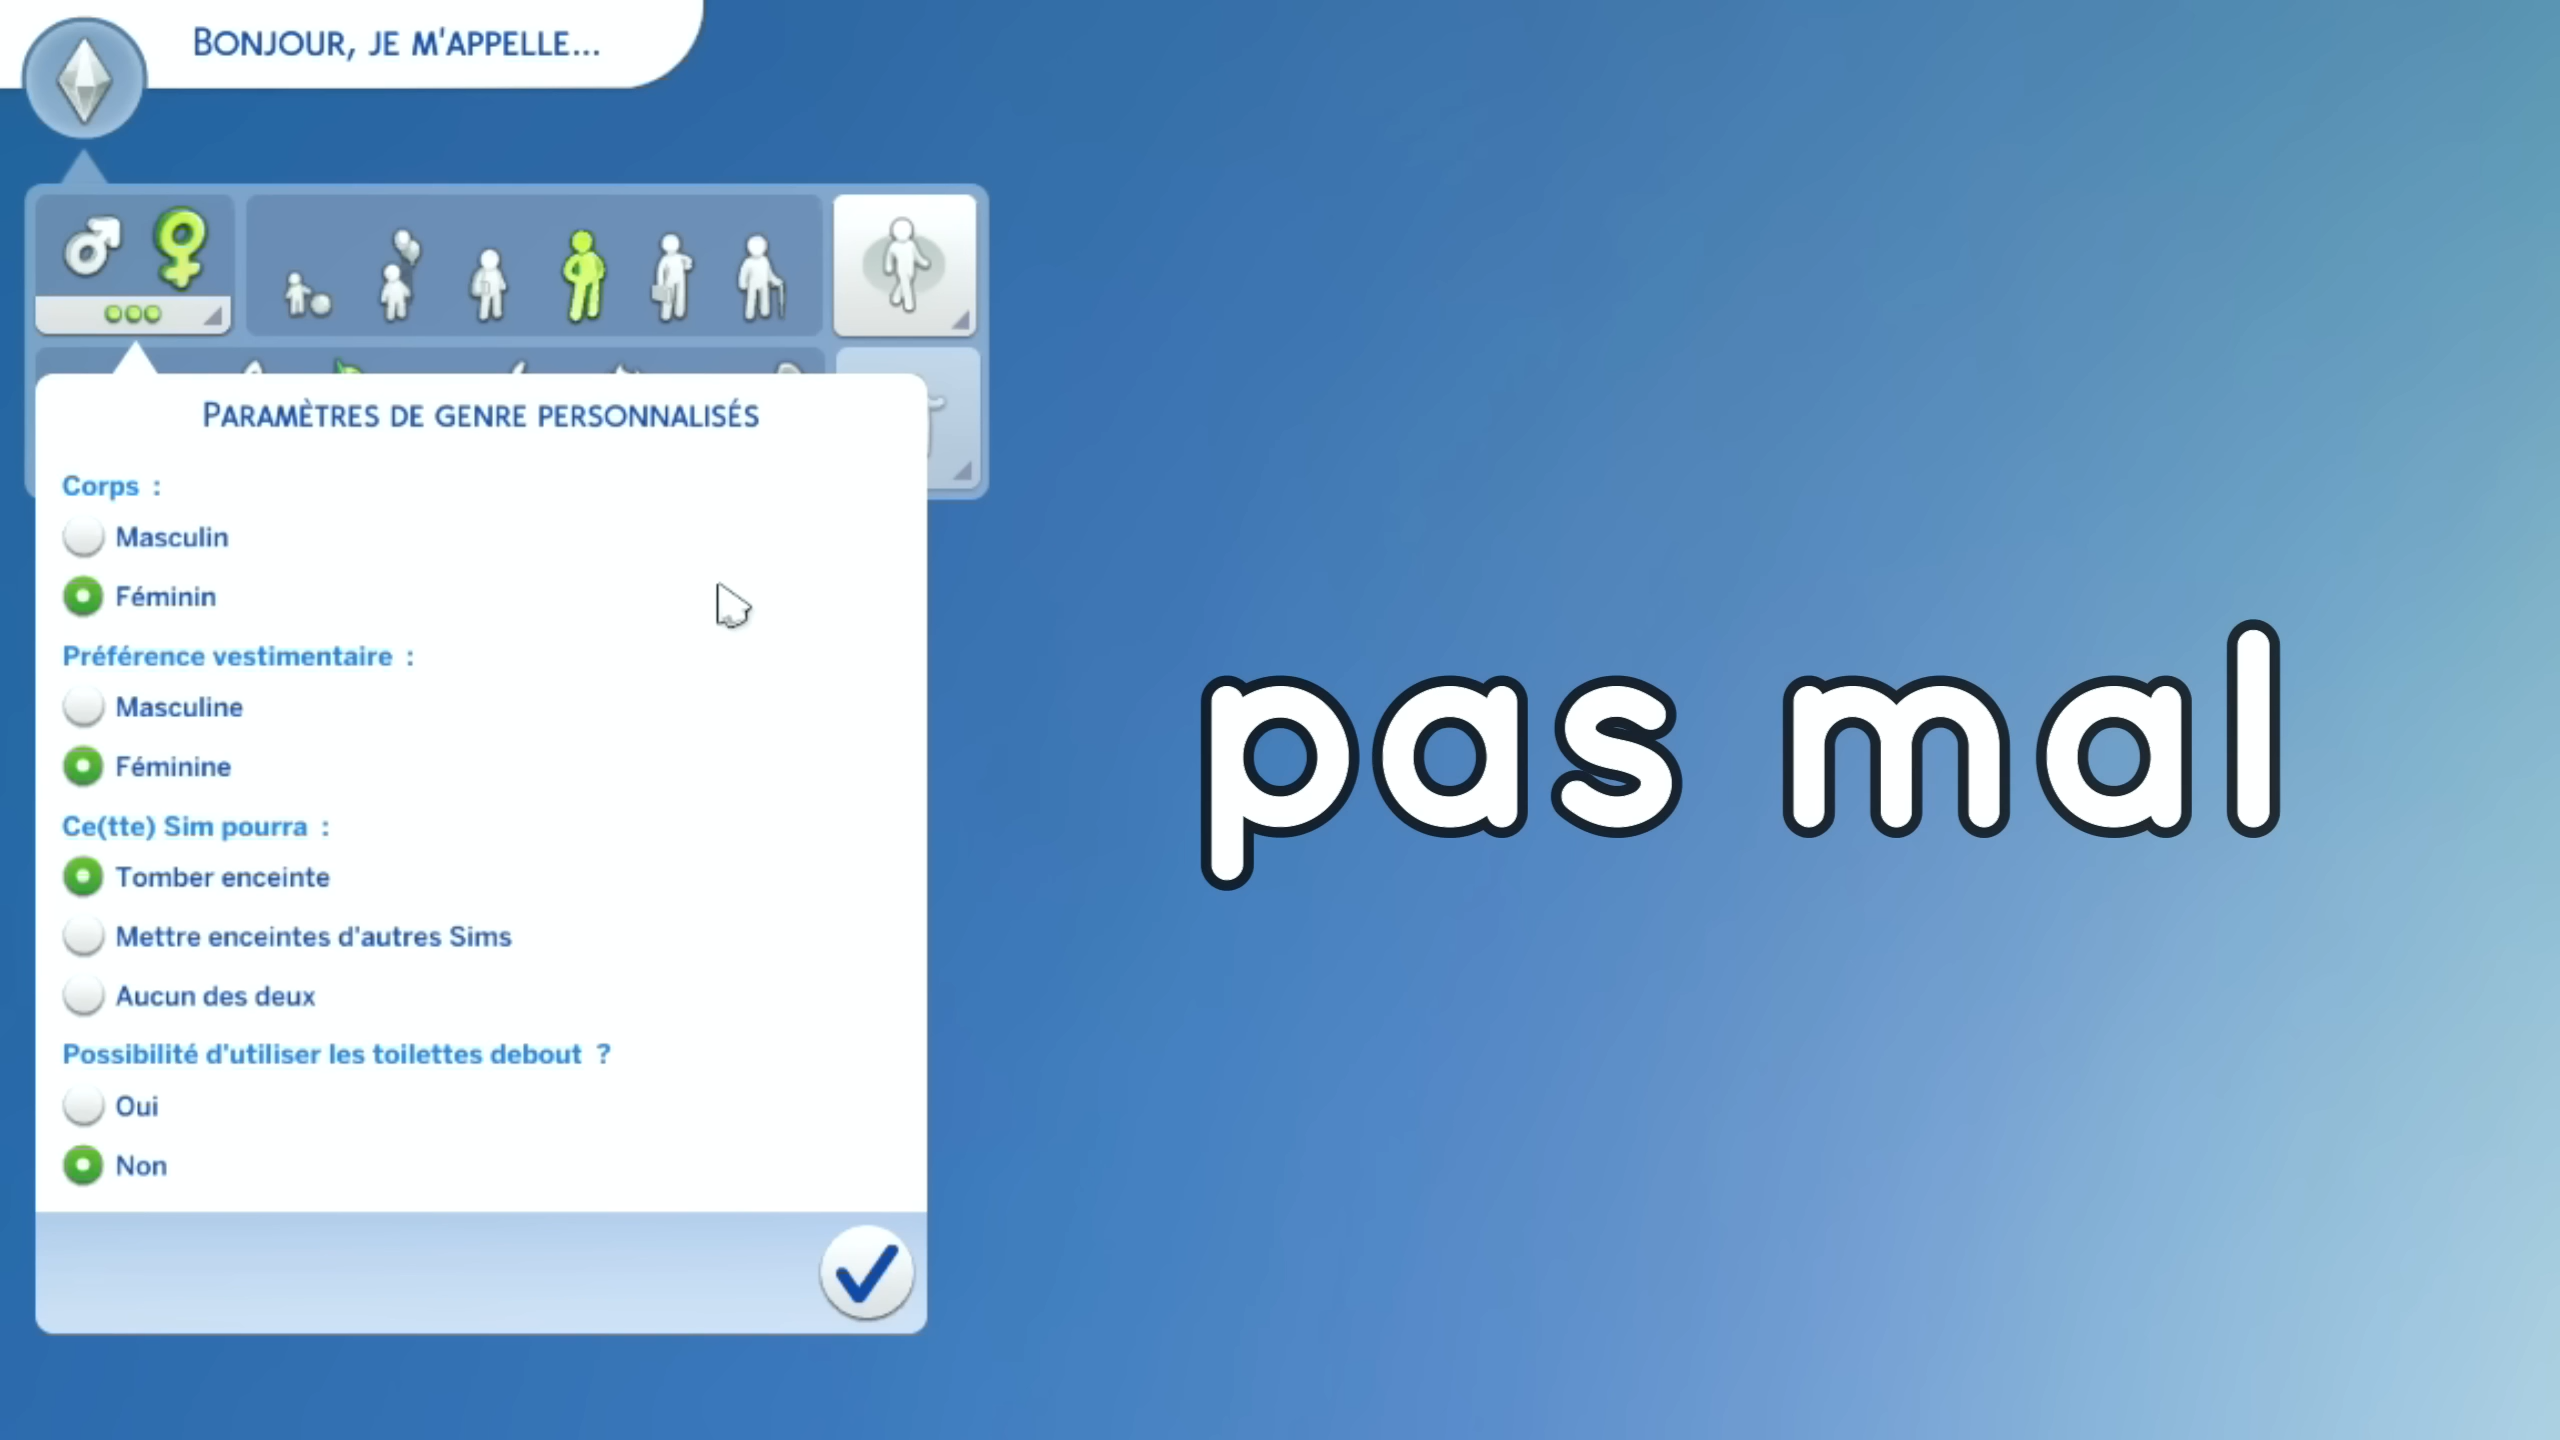 BONJOUR, JE M'APPELLE...
PARAMÈTRES DE GENRE PERSONNALISÉS
Corps :
Masculin
Féminin
Préférence vestimentaire :
Masculine
Féminine
Ce(tte) Sim pourra :
Tomber enceinte
Mettre enceintes d'autres Sims
Aucun des deux
Possibilité d'utiliser les toilettes debout ?
Oui
Non
pas mal